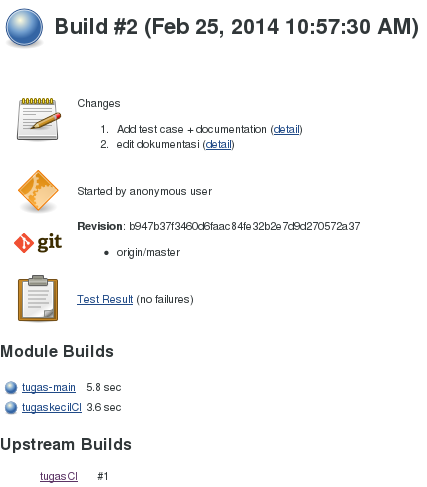 Build #2 (Feb 25, 2014 10:57:30 AM)
Changes
1. Add test case + documentation (detail)
2. edit dokumentasi (detail)
Started by anonymous user
Revision: b947b37f3460d6faac84fe32b2e7d9d270572a37
git
• origin/master
Test Result (no failures)
Module Builds
tugas-main 5.8 sec
tugaskecilCI 3.6 sec
Upstream Builds
tugasCI #1